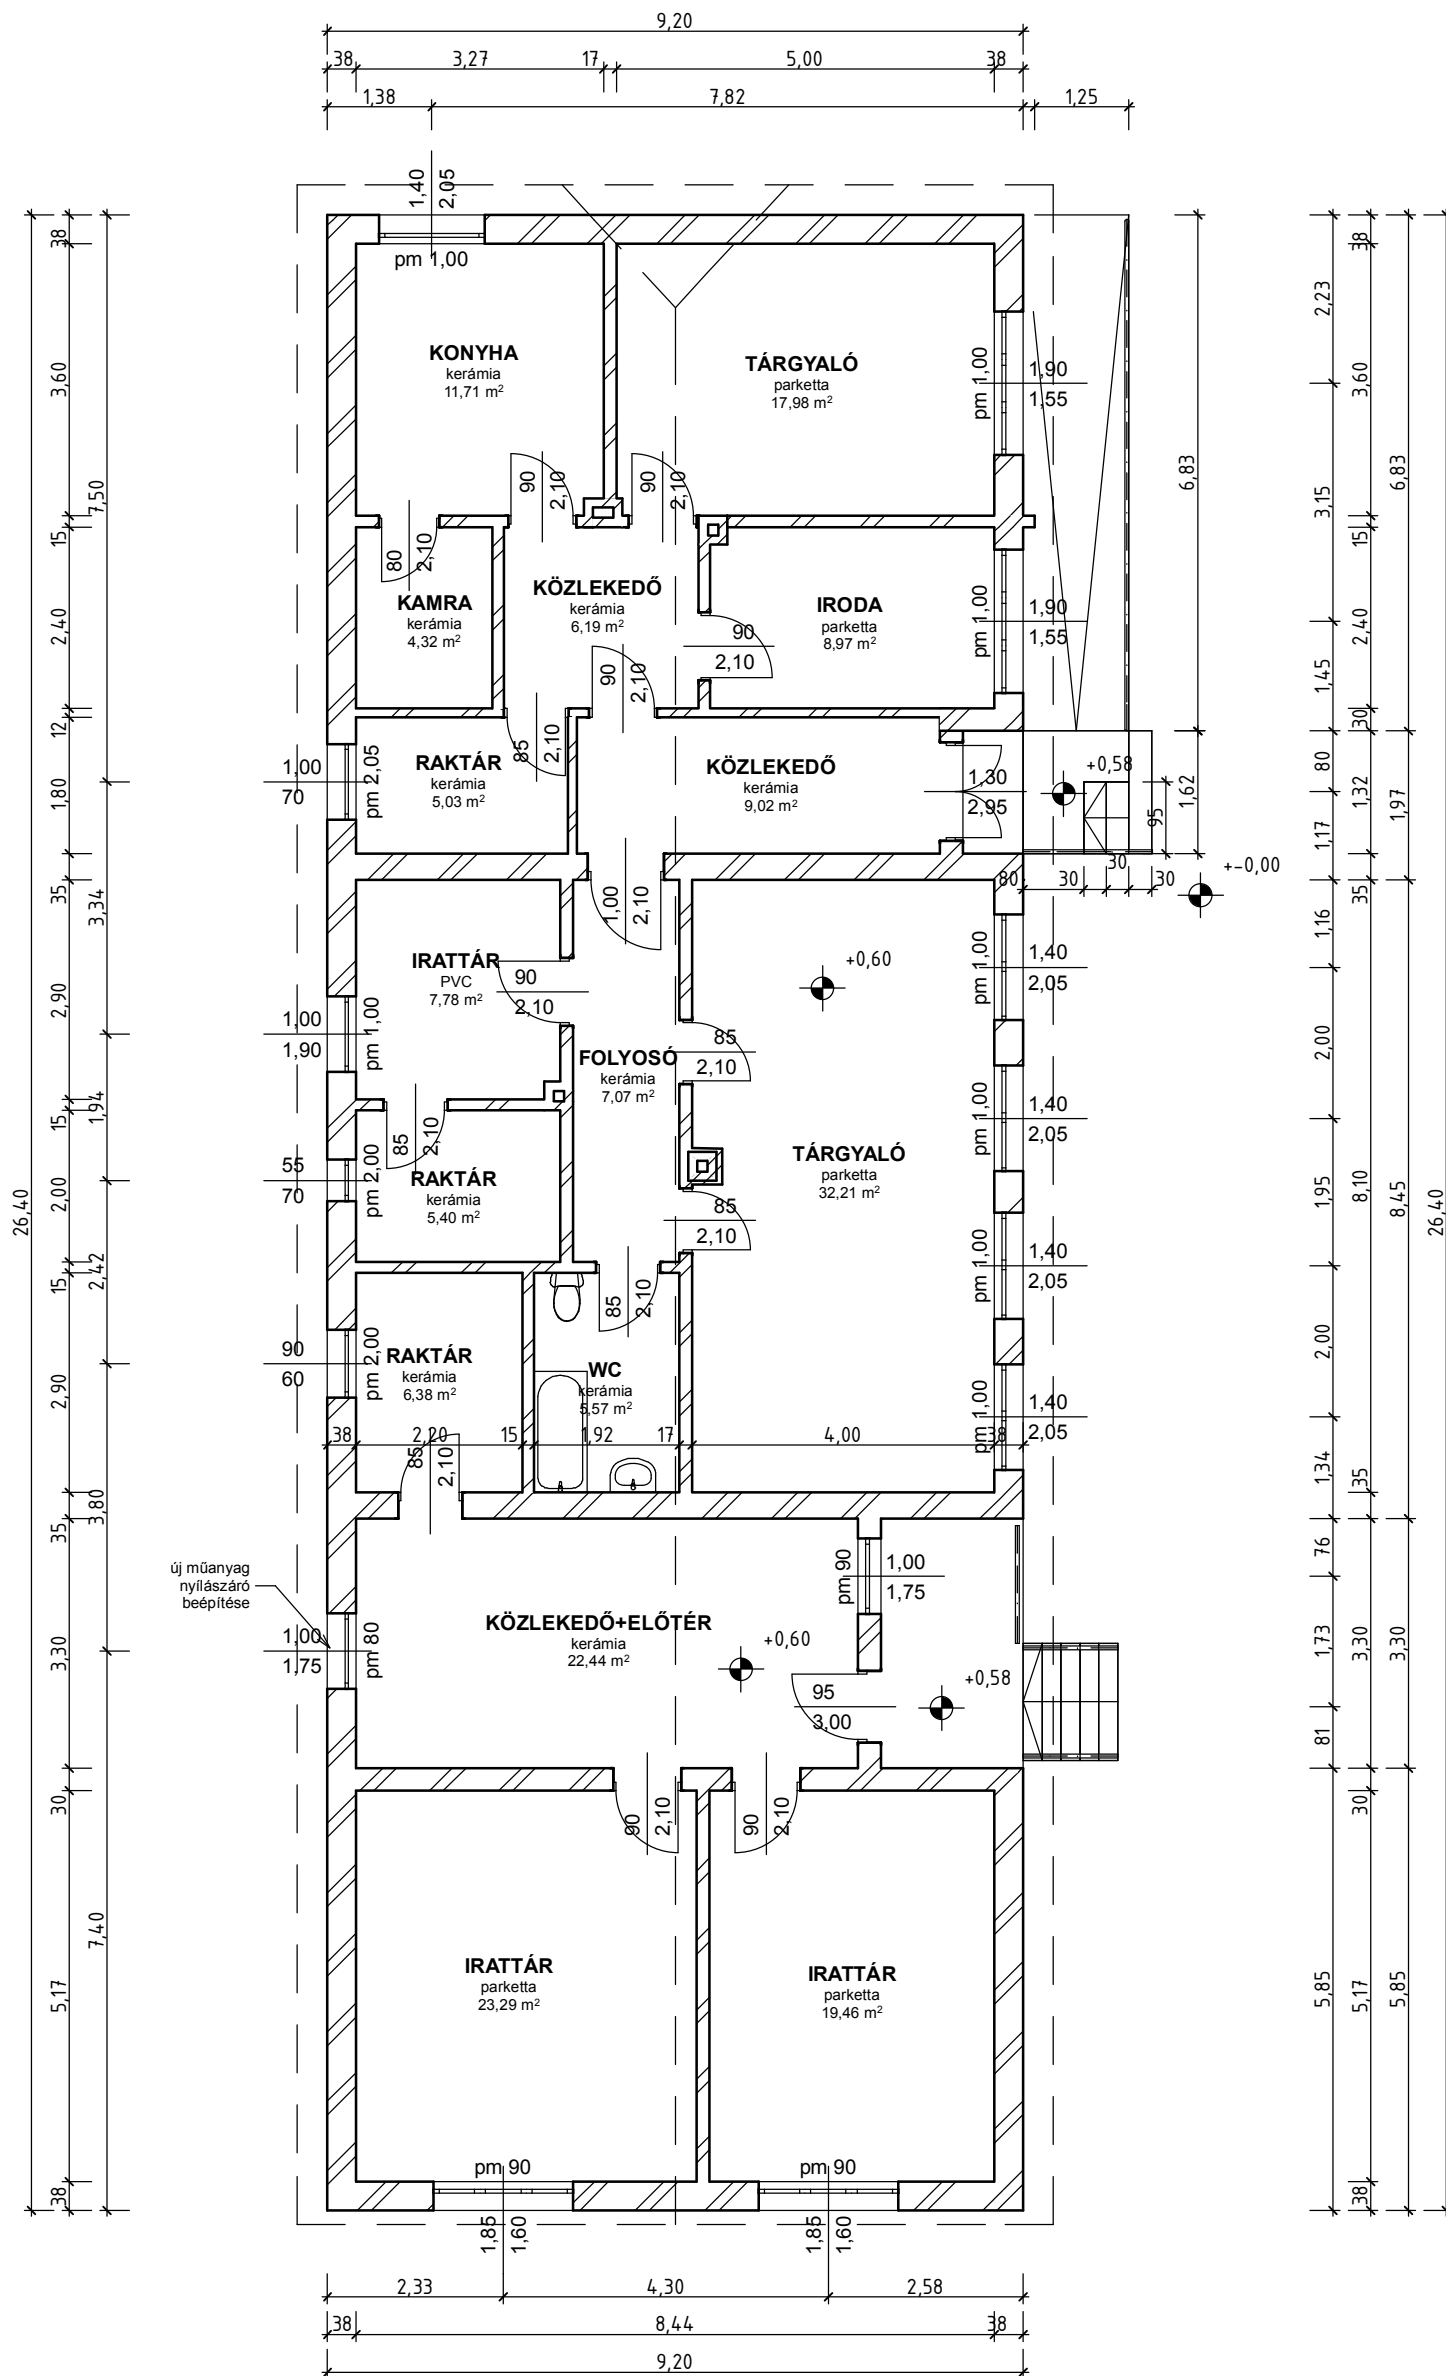 9,20
38 3,27 17 5,00 38
1,38 7,82 1,25
1,40
2,05
pm 1,00
KONYHA
kerámia
11,71 m²
TÁRGYALÓ
parketta
17,98 m²
pm 1,00
1,90
1,55
90
2,10
90
2,10
80
2,10
KAMRA
kerámia
4,32 m²
KÖZLEKEDŐ
kerámia
6,19 m²
90
2,10
IRODA
parketta
8,97 m²
pm 1,00
1,90
1,55
90
2,10
85
2,10
1,00
70
pm 2,05
RAKTÁR
kerámia
5,03 m²
KÖZLEKEDŐ
kerámia
9,02 m²
1,30
2,95
+0,58
95
1,62
6,83
80 30 30 30
+-0,00
1,00
2,10
IRATTÁR
PVC
7,78 m²
90
2,10
1,00
1,90
pm 1,00
+0,60
pm 1,00
1,40
2,05
FOLYOSÓ
kerámia
7,07 m²
85
2,10
pm 1,00
1,40
2,05
85
2,10
55
70
pm 2,00
RAKTÁR
kerámia
5,40 m²
TÁRGYALÓ
parketta
32,21 m²
85
2,10
pm 1,00
1,40
2,05
85
2,10
90
60
pm 2,00
RAKTÁR
kerámia
6,38 m²
WC
kerámia
5,57 m²
pm 1,00
1,40
2,05
38 2,20 15 1,92 17 4,00 38
85
2,10
új műanyag
nyílászáró
beépítése
1,00
1,75
pm 80
KÖZLEKEDŐ+ELŐTÉR
kerámia
22,44 m²
+0,60
pm 90
1,00
1,75
95
3,00
+0,58
90
2,10
90
2,10
IRATTÁR
parketta
23,29 m²
IRATTÁR
parketta
19,46 m²
pm 90
pm 90
1,85
1,60
1,85
1,60
2,33 4,30 2,58
38 8,44 38
9,20
26,40
38
3,60
15
2,40
12
1,80
35
2,90
15
2,00
15
2,90
35
3,30
30
5,17
38
7,50
3,34
1,94
2,42
3,80
7,40
2,23
3,15
1,45
80
1,17
1,16
2,00
1,95
2,00
1,34
76
1,73
81
5,85
38
3,60
15
2,40
30
1,32
35
8,10
35
3,30
30
5,17
38
6,83
1,97
8,45
3,30
5,85
26,40